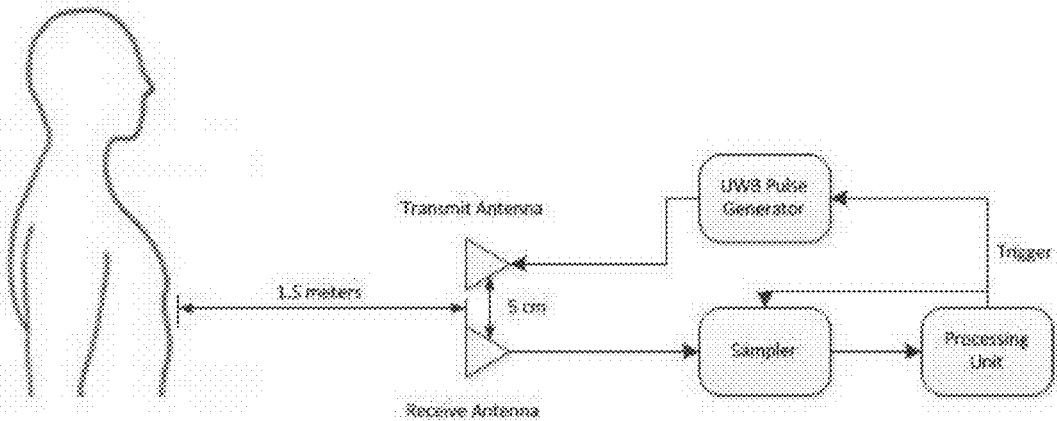 UWB Pulse
Generator
Transmit Antenna
Trigger
1.5 meters
5 cm
Sampler
Processing
Unit
Receive Antenna